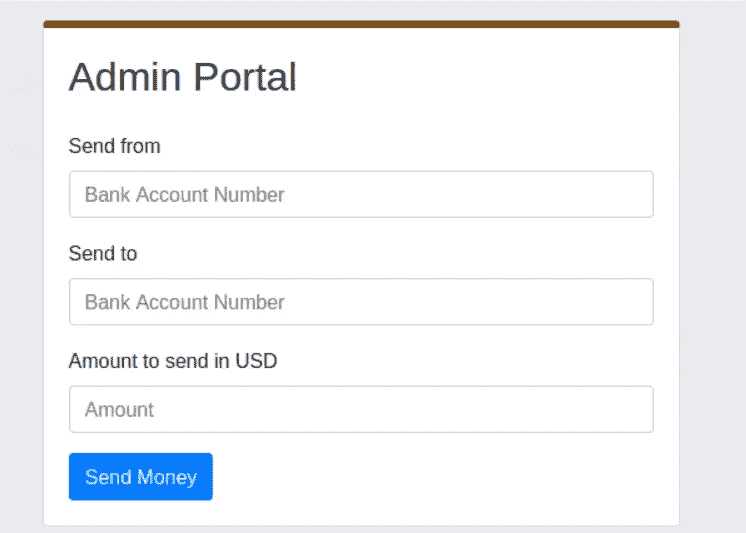 Admin Portal
Send from
Bank Account Number
Send to
Bank Account Number
Amount to send in USD
Amount
Send Money